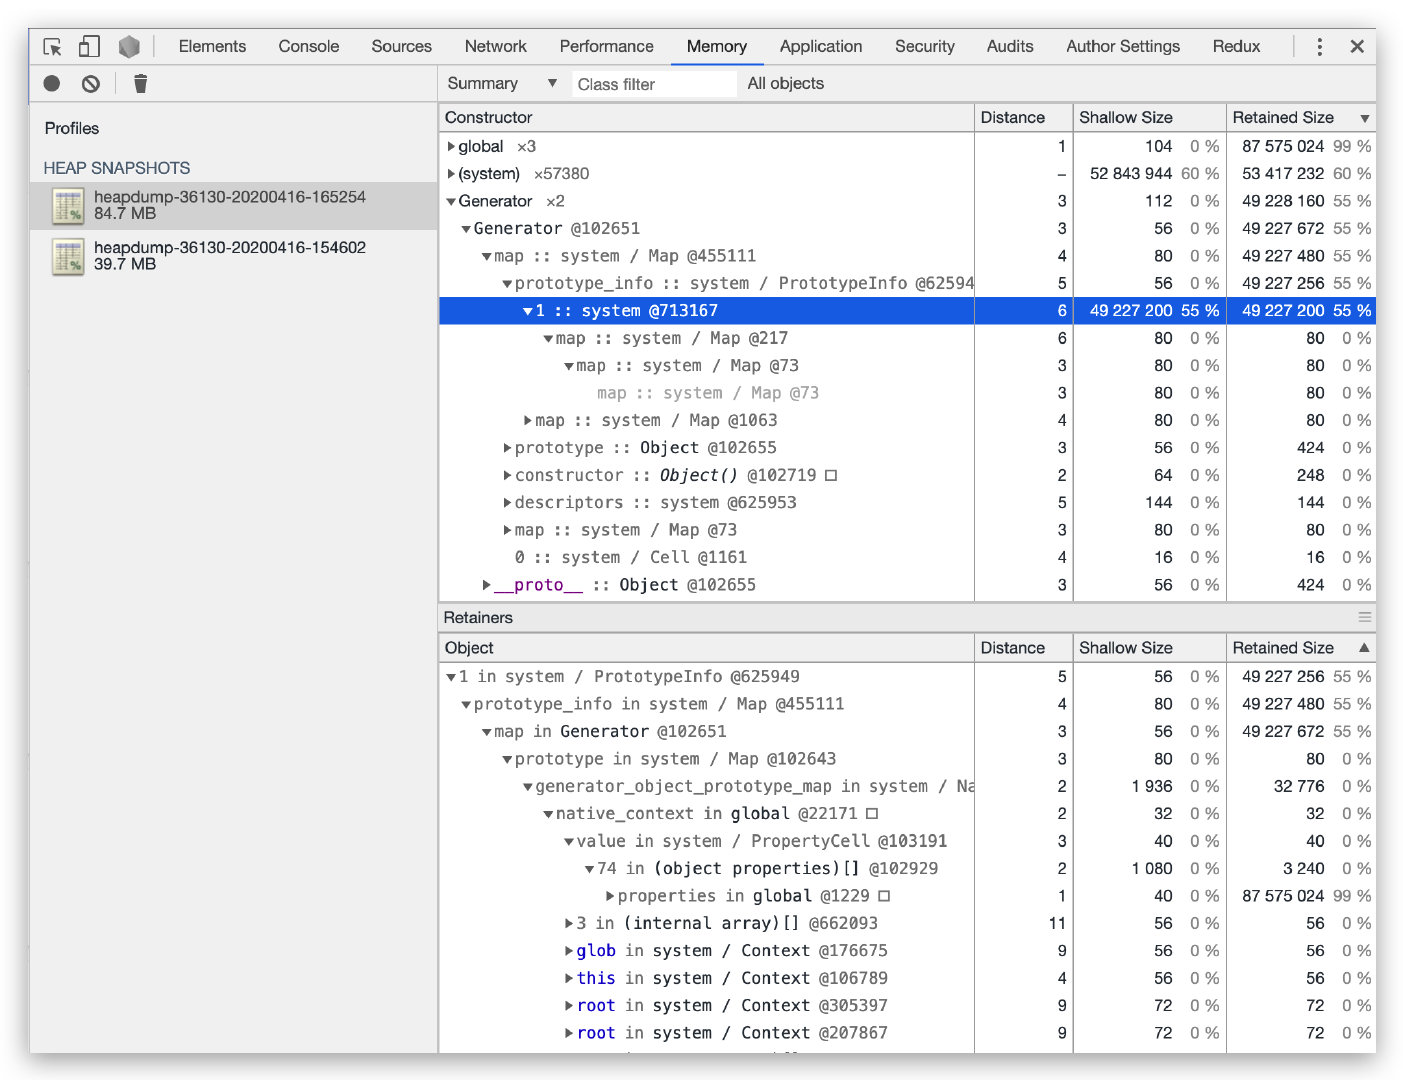 Elements Console Sources Network Performance Memory Application Security Audits Author Settings Redux
Summary Class filter All objects
Profiles
HEAP SNAPSHOTS
heapdump-36130-20200416-165254
84.7 MB
heapdump-36130-20200416-154602
39.7 MB
Constructor Distance Shallow Size Retained Size
global ×3 1 104 0 % 87 575 024 99 %
(system) ×57380 – 52 843 944 60 % 53 417 232 60 %
Generator ×2 3 112 0 % 49 228 160 55 %
Generator @102651 3 56 0 % 49 227 672 55 %
map :: system / Map @455111 4 80 0 % 49 227 480 55 %
prototype_info :: system / PrototypeInfo @62594 5 56 0 % 49 227 256 55 %
1 :: system @713167 6 49 227 200 55 % 49 227 200 55 %
map :: system / Map @217 6 80 0 % 80 0 %
map :: system / Map @73 3 80 0 % 80 0 %
map :: system / Map @73 3 80 0 % 80 0 %
map :: system / Map @1063 4 80 0 % 80 0 %
prototype :: Object @102655 3 56 0 % 424 0 %
constructor :: Object() @102719 2 64 0 % 248 0 %
descriptors :: system @625953 5 144 0 % 144 0 %
map :: system / Map @73 3 80 0 % 80 0 %
0 :: system / Cell @1161 4 16 0 % 16 0 %
__proto__ :: Object @102655 3 56 0 % 424 0 %
Retainers
Object Distance Shallow Size Retained Size
1 in system / PrototypeInfo @625949 5 56 0 % 49 227 256 55 %
prototype_info in system / Map @455111 4 80 0 % 49 227 480 55 %
map in Generator @102651 3 56 0 % 49 227 672 55 %
prototype in system / Map @102643 3 80 0 % 80 0 %
generator_object_prototype_map in system / Na 2 1 936 0 % 32 776 0 %
native_context in global @22171 2 32 0 % 32 0 %
value in system / PropertyCell @103191 3 40 0 % 40 0 %
74 in (object properties)[] @102929 2 1 080 0 % 3 240 0 %
properties in global @1229 1 40 0 % 87 575 024 99 %
3 in (internal array)[] @662093 11 56 0 % 56 0 %
glob in system / Context @176675 9 56 0 % 56 0 %
this in system / Context @106789 4 56 0 % 56 0 %
root in system / Context @305397 9 72 0 % 72 0 %
root in system / Context @207867 9 72 0 % 72 0 %